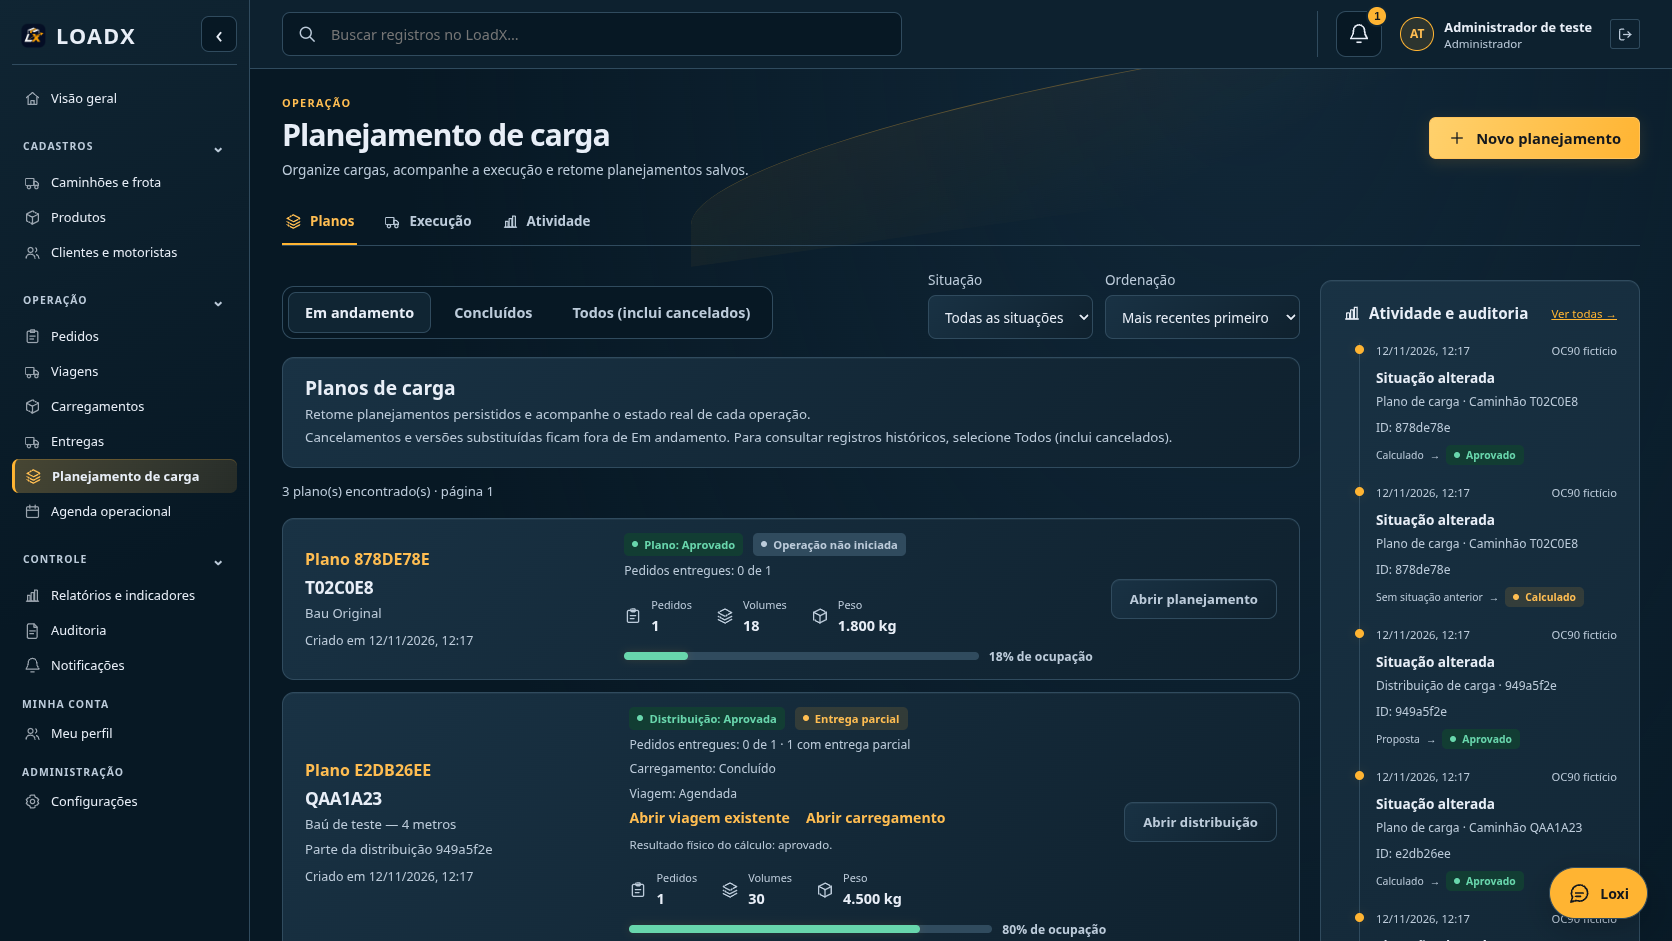 LOADX
Buscar registros no LoadX...
1
AT
Administrador de teste
Administrador
Visão geral
CADASTROS
Caminhões e frota
Produtos
Clientes e motoristas
OPERAÇÃO
Pedidos
Viagens
Carregamentos
Entregas
Planejamento de carga
Agenda operacional
CONTROLE
Relatórios e indicadores
Auditoria
Notificações
MINHA CONTA
Meu perfil
ADMINISTRAÇÃO
Configurações
OPERAÇÃO
Planejamento de carga
Organize cargas, acompanhe a execução e retome planejamentos salvos.
Novo planejamento
Planos
Execução
Atividade
Em andamento
Concluídos
Todos (inclui cancelados)
Situação
Todas as situações
Ordenação
Mais recentes primeiro
Planos de carga
Retome planejamentos persistidos e acompanhe o estado real de cada operação.
Cancelamentos e versões substituídas ficam fora de Em andamento. Para consultar registros históricos, selecione Todos (inclui cancelados).
3 plano(s) encontrado(s) · página 1
Plano 878DE78E
T02C0E8
Bau Original
Criado em 12/11/2026, 12:17
Plano: Aprovado
Operação não iniciada
Pedidos entregues: 0 de 1
Pedidos
1
Volumes
18
Peso
1.800 kg
18% de ocupação
Abrir planejamento
Plano E2DB26EE
QAA1A23
Baú de teste — 4 metros
Parte da distribuição 949a5f2e
Criado em 12/11/2026, 12:17
Distribuição: Aprovada
Entrega parcial
Pedidos entregues: 0 de 1 · 1 com entrega parcial
Carregamento: Concluído
Viagem: Agendada
Abrir viagem existente
Abrir carregamento
Resultado físico do cálculo: aprovado.
Pedidos
1
Volumes
30
Peso
4.500 kg
80% de ocupação
Abrir distribuição
Atividade e auditoria
Ver todas →
12/11/2026, 12:17
OC90 fictício
Situação alterada
Plano de carga · Caminhão T02C0E8
ID: 878de78e
Calculado → Aprovado
12/11/2026, 12:17
OC90 fictício
Situação alterada
Plano de carga · Caminhão T02C0E8
ID: 878de78e
Sem situação anterior → Calculado
12/11/2026, 12:17
OC90 fictício
Situação alterada
Distribuição de carga · 949a5f2e
ID: 949a5f2e
Proposta → Aprovado
12/11/2026, 12:17
OC90 fictício
Situação alterada
Plano de carga · Caminhão QAA1A23
ID: e2db26ee
Calculado → Aprovado
12/11/2026, 12:17
OC90 fictício
Loxi